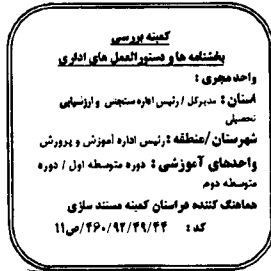 کمیته بررسی
بخشنامه ها و دستورالعمل های اداری
واحد مجری :
استان : مدیرکل / رئیس اداره سنجش و ارزشیابی
تحصیلی
شهرستان/منطقه : رئیس اداره آموزش و پرورش
واحدهای آموزشی : دوره متوسطه اول / دوره
متوسطه دوم
هماهنگ کننده فراستان کمیته مستند سازی
کد : ۴۶۰/۹۲/۴۹/۴۴/ص۱۱